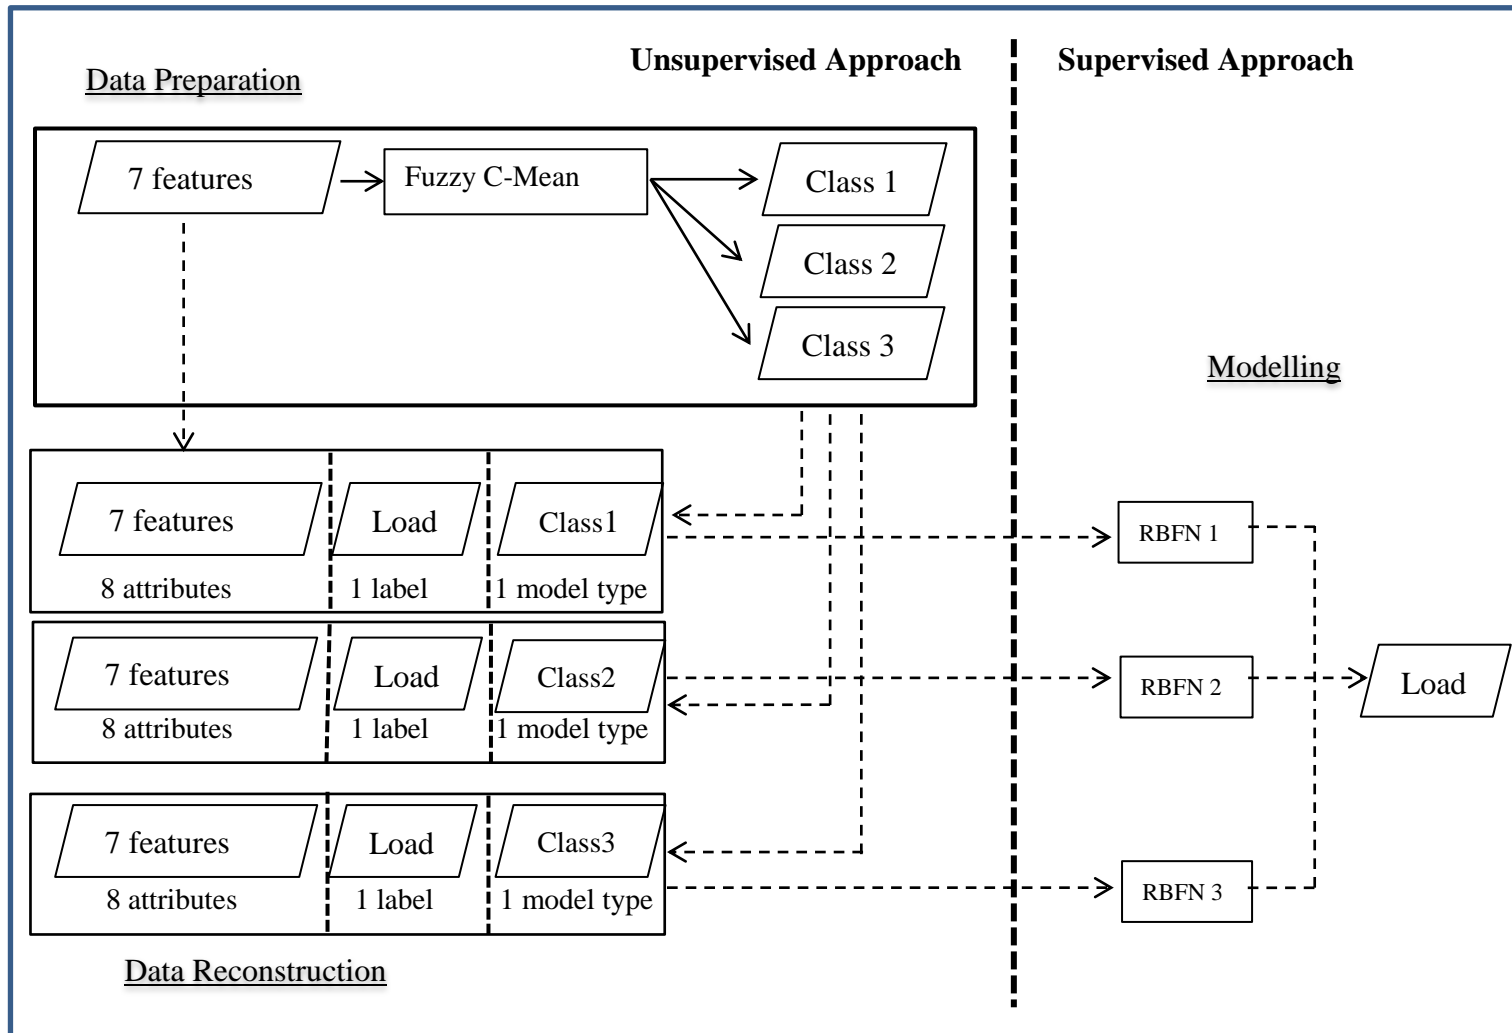 Unsupervised Approach
Supervised Approach
Data Preparation
7 features
Fuzzy C-Mean
Class 1
Class 2
Class 3
Modelling
7 features
Load
Class1
8 attributes
1 label
1 model type
RBFN 1
7 features
Load
Class2
8 attributes
1 label
1 model type
RBFN 2
Load
7 features
Load
Class3
8 attributes
1 label
1 model type
RBFN 3
Data Reconstruction